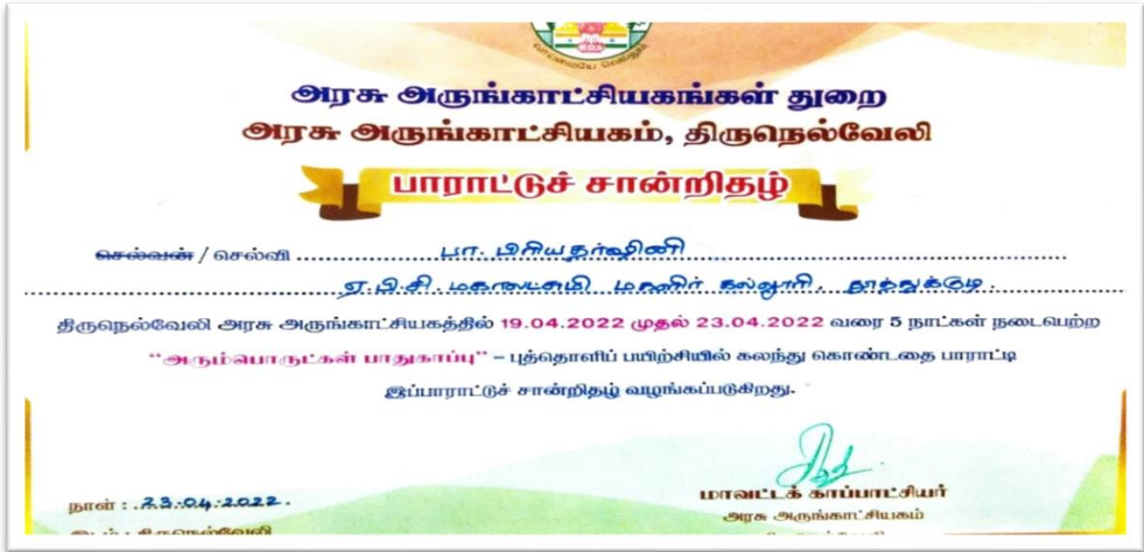 வாய்மையே வெல்லும்
அரசு அருங்காட்சியகங்கள் துறை
அரசு அருங்காட்சியகம், திருநெல்வேலி
பாராட்டுச் சான்றிதழ்
செல்வன் / செல்வி பா. பிரியதர்ஷினி
ஏ.பி.சி. மகாலட்சுமி மகளிர் கல்லூரி, தூத்துக்குடி.
திருநெல்வேலி அரசு அருங்காட்சியகத்தில் 19.04.2022 முதல் 23.04.2022 வரை 5 நாட்கள் நடைபெற்ற
“அரும்பொருட்கள் பாதுகாப்பு” – புத்தொளிப் பயிற்சியில் கலந்து கொண்டதை பாராட்டி
இப்பாராட்டுச் சான்றிதழ் வழங்கப்படுகிறது.
நாள் : 23.04.2022.
மாவட்டக் காப்பாட்சியர்
அரசு அருங்காட்சியகம்
இடம் : திருநெல்வேலி